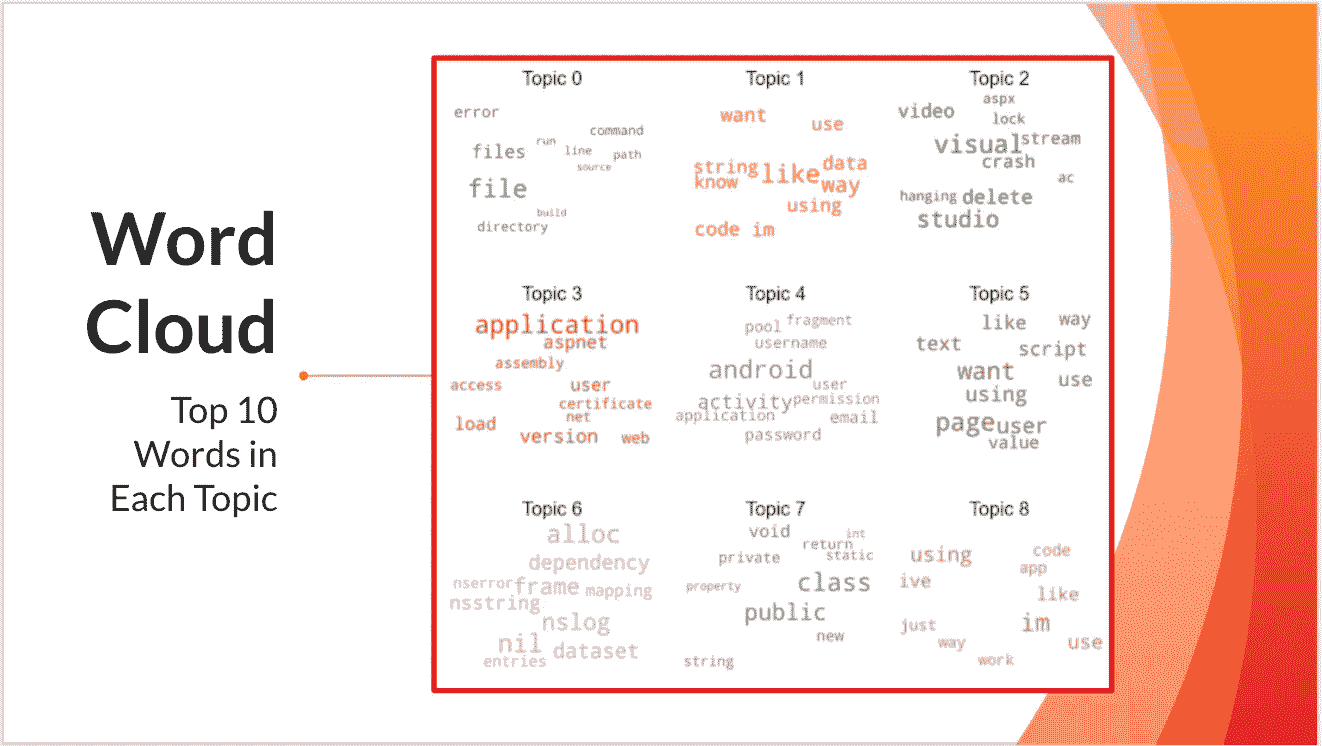 Word
Cloud
Top 10
Words in
Each Topic
Topic 0
error
command
run
files
line
path
source
file
build
directory
Topic 1
want
use
string
data
know
like
way
using
code im
Topic 2
aspx
video
lock
visual
stream
crash
ac
hanging
delete
studio
Topic 3
application
aspnet
assembly
access
user
certificate
net
load
version
web
Topic 4
fragment
pool
username
android
user
activity
permission
application
email
password
Topic 5
like
way
text
script
want
use
using
page
user
value
Topic 6
alloc
dependency
nserror
frame
mapping
nsstring
nslog
nil
dataset
entries
Topic 7
void
int
return
private
static
property
class
public
new
string
Topic 8
using
code
app
ive
like
just
im
way
use
work